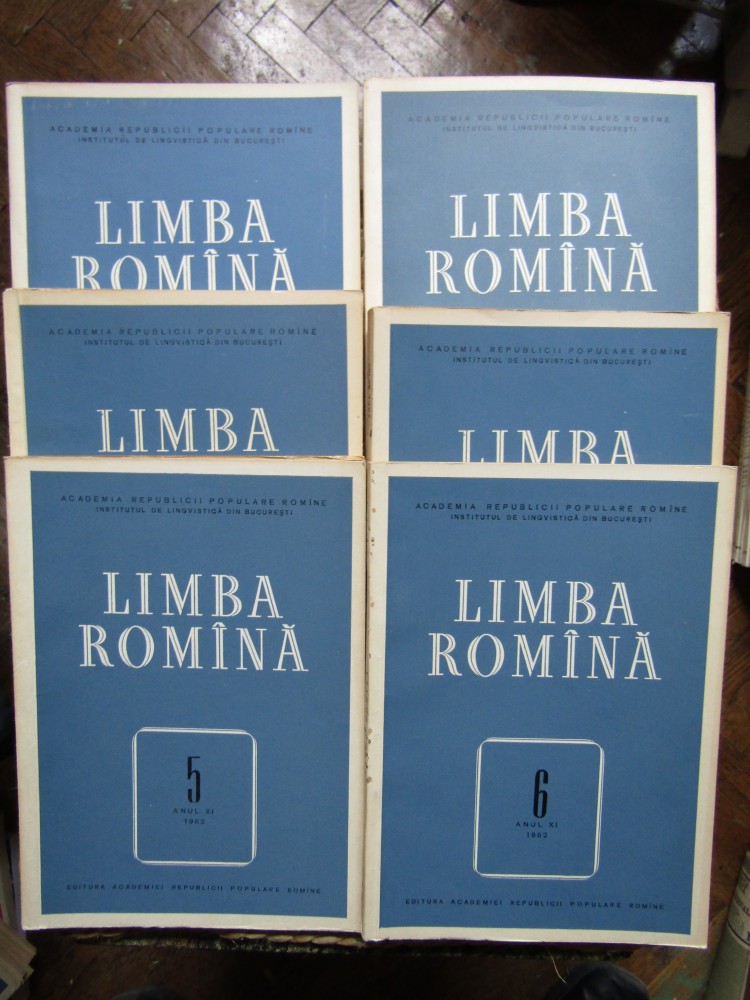 ACADEMIA REPUBLICII POPULARE ROMÎNE
INSTITUTUL DE LINGVISTICĂ DIN BUCUREȘTI
LIMBA
ROMÎNĂ
ACADEMIA REPUBLICII POPULARE ROMÎNE
INSTITUTUL DE LINGVISTICĂ DIN BUCUREȘTI
LIMBA
ROMÎNĂ
ACADEMIA REPUBLICII POPULARE ROMÎNE
INSTITUTUL DE LINGVISTICĂ DIN BUCUREȘTI
LIMBA
ACADEMIA REPUBLICII POPULARE ROMÎNE
INSTITUTUL DE LINGVISTICĂ DIN BUCUREȘTI
LIMBA
ACADEMIA REPUBLICII POPULARE ROMÎNE
INSTITUTUL DE LINGVISTICĂ DIN BUCUREȘTI
LIMBA
ROMÎNĂ
5
ANUL XI
1962
EDITURA ACADEMIEI REPUBLICII POPULARE ROMÎNE
ACADEMIA REPUBLICII POPULARE ROMÎNE
INSTITUTUL DE LINGVISTICĂ DIN BUCUREȘTI
LIMBA
ROMÎNĂ
6
ANUL XI
1962
EDITURA ACADEMIEI REPUBLICII POPULARE ROMÎNE